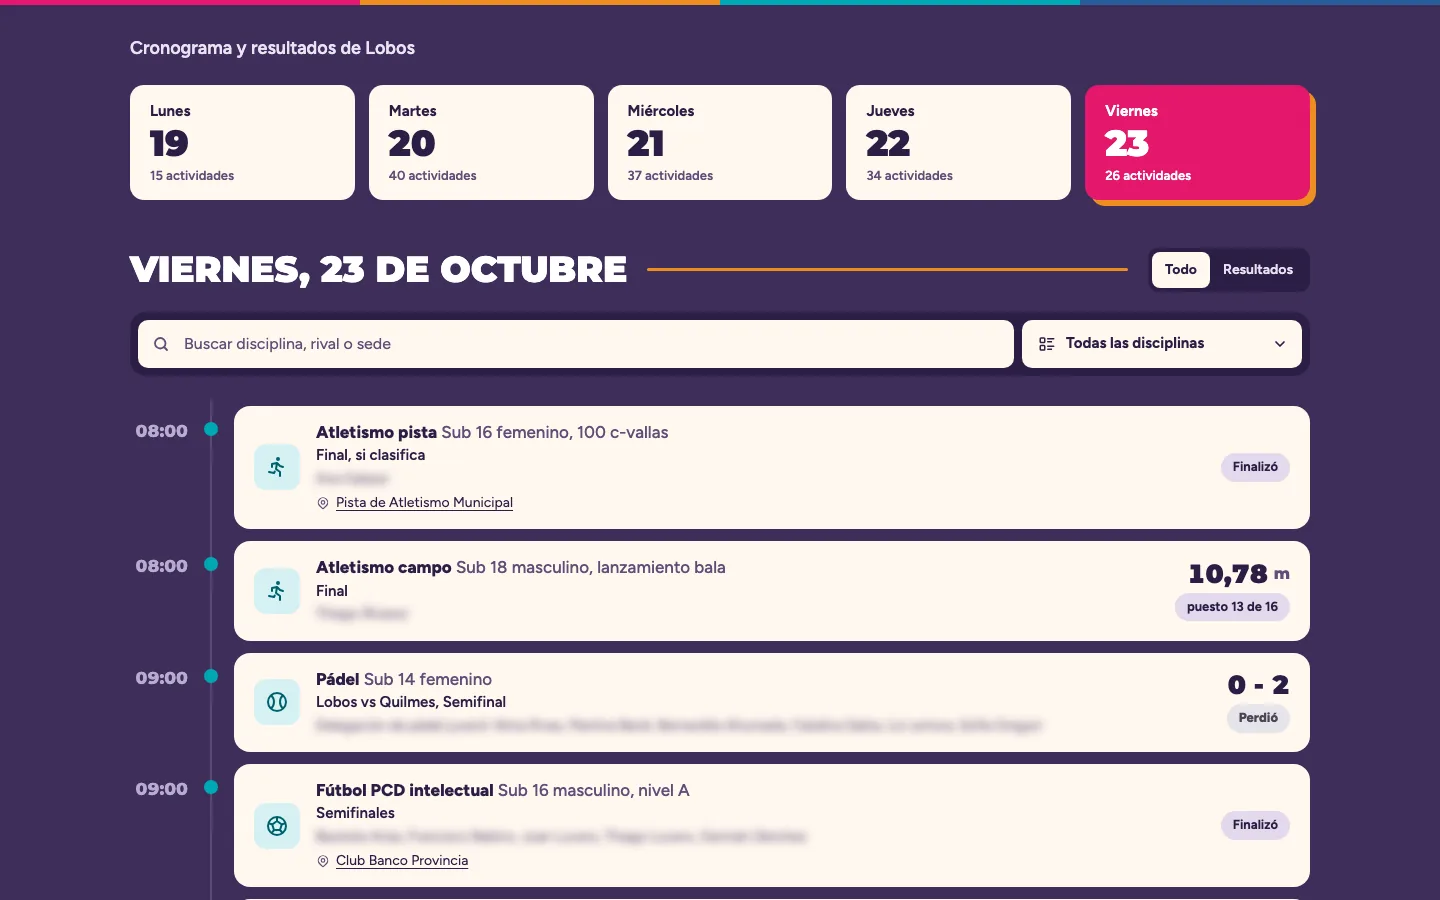 Cronograma y resultados de Lobos
Lunes
19
15 actividades
Martes
20
40 actividades
Miércoles
21
37 actividades
Jueves
22
34 actividades
Viernes
23
26 actividades
VIERNES, 23 DE OCTUBRE
Todo
Resultados
Buscar disciplina, rival o sede
Todas las disciplinas
08:00
Atletismo pista Sub 16 femenino, 100 c-vallas
Final, si clasifica
Pista de Atletismo Municipal
Finalizó
08:00
Atletismo campo Sub 18 masculino, lanzamiento bala
Final
10,78 m
puesto 13 de 16
09:00
Pádel Sub 14 femenino
Lobos vs Quilmes, Semifinal
0 - 2
Perdió
09:00
Fútbol PCD intelectual Sub 16 masculino, nivel A
Semifinales
Club Banco Provincia
Finalizó